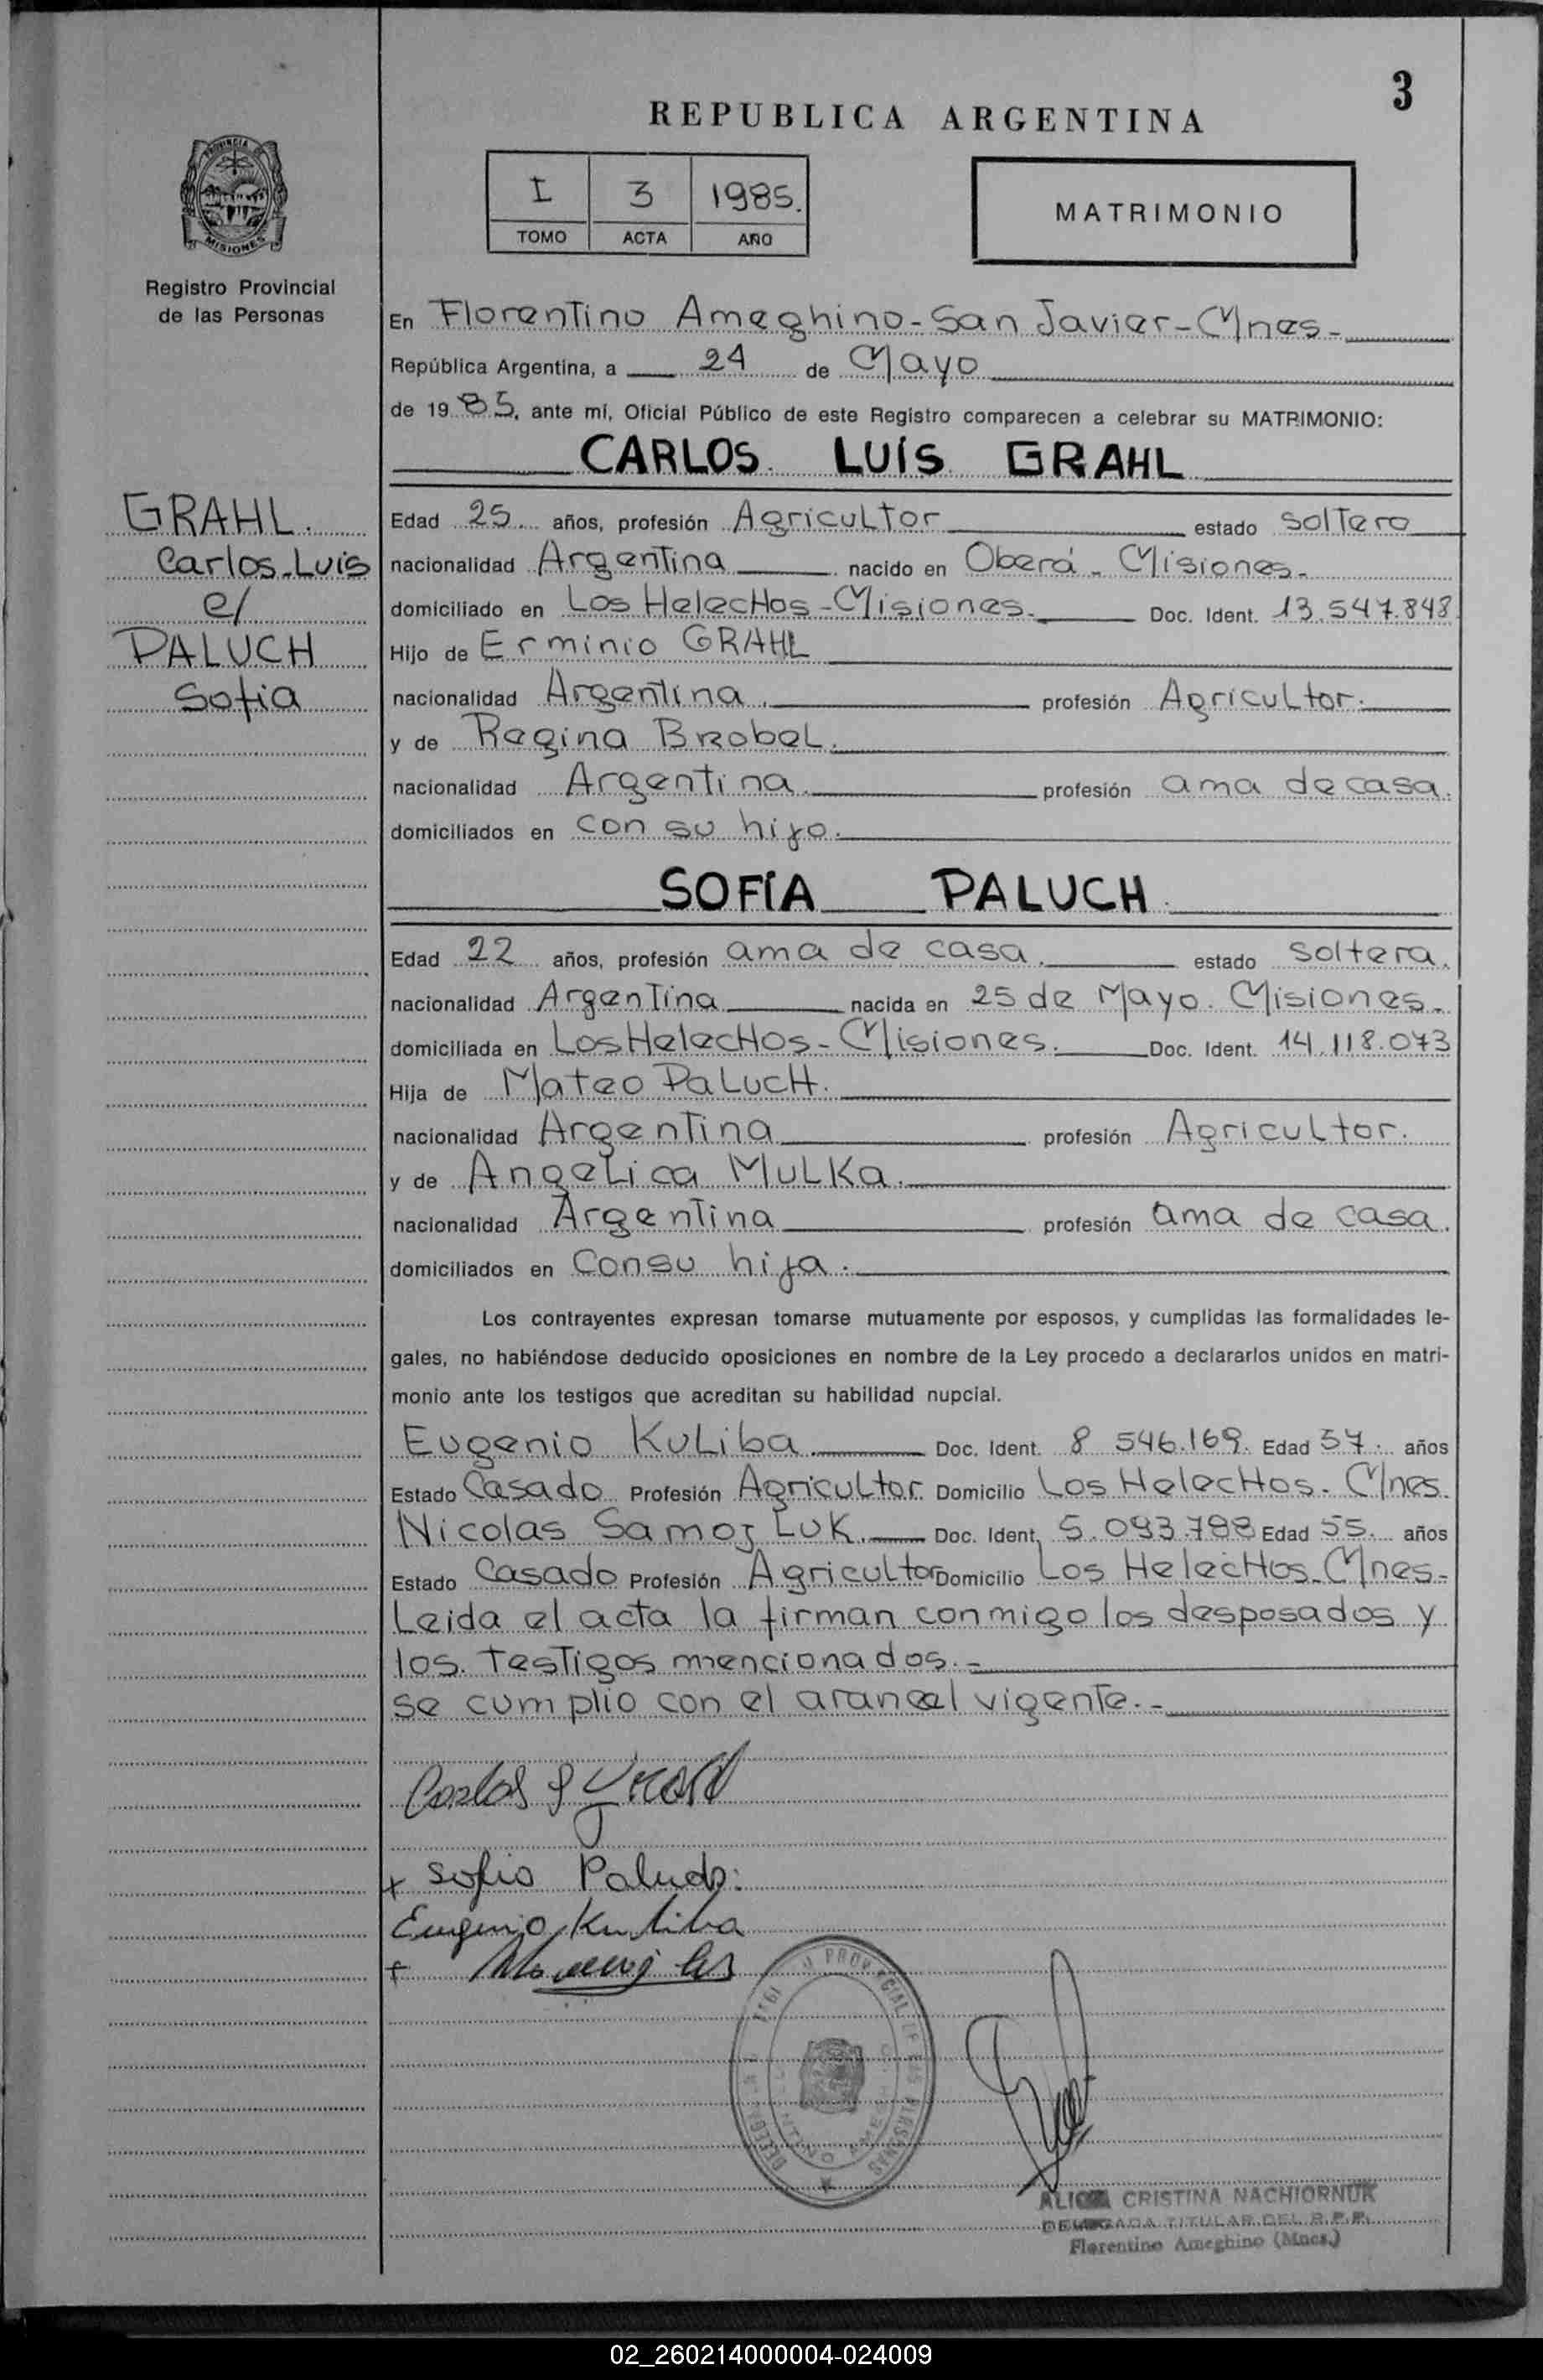 3
REPUBLICA ARGENTINA
I 3 1985.
TOMO ACTA AÑO
MATRIMONIO
PROVINCIA
MISIONES
Registro Provincial
de las Personas
GRAHL.
Carlos Luis
c/
PALUCH
Sofia
En Florentino Ameghino - San Javier - Mnes -
República Argentina, a 24 de Mayo
de 1985, ante mí, Oficial Público de este Registro comparecen a celebrar su MATRIMONIO:
CARLOS LUÍS GRAHL
Edad 25 años, profesión Agricultor estado soltero
nacionalidad Argentina nacido en Oberá - Misiones -
domiciliado en Los Helechos - Misiones. Doc. Ident. 13.547.848
Hijo de Erminio GRAHL
nacionalidad Argentina. profesión Agricultor.
y de Regina Brobel.
nacionalidad Argentina. profesión ama de casa.
domiciliados en con su hijo.
SOFÍA PALUCH
Edad 22 años, profesión ama de casa. estado soltera.
nacionalidad Argentina nacida en 25 de Mayo. Misiones -
domiciliada en Los Helechos - Misiones. Doc. Ident. 14.118.073
Hija de Mateo Paluch.
nacionalidad Argentina profesión Agricultor.
y de Angelica Mulka.
nacionalidad Argentina profesión ama de casa.
domiciliados en Con su hija.
Los contrayentes expresan tomarse mutuamente por esposos, y cumplidas las formalidades le-
gales, no habiéndose deducido oposiciones en nombre de la Ley procedo a declararlos unidos en matri-
monio ante los testigos que acreditan su habilidad nupcial.
Eugenio Kuliba Doc. Ident. 8 546.169. Edad 57. años
Estado Casado Profesión Agricultor Domicilio Los Helechos. Mnes.
Nicolas Samoz Luk. Doc. Ident. 5.093.798 Edad 55. años
Estado Casado Profesión Agricultor Domicilio Los Helechos. Mnes -
Leida el acta la firman conmigo los desposados y
los testigos mencionados. -
se cumplio con el arancel vigente. -
Carlos
+ Sofia Paluch.
Eugenio Kuliba
+
ALICIA CRISTINA NACHIORNUK
DELEGADA TITULAR DEL R.P.P.
Florentino Ameghino (Mnes.)
02_260214000004-024009